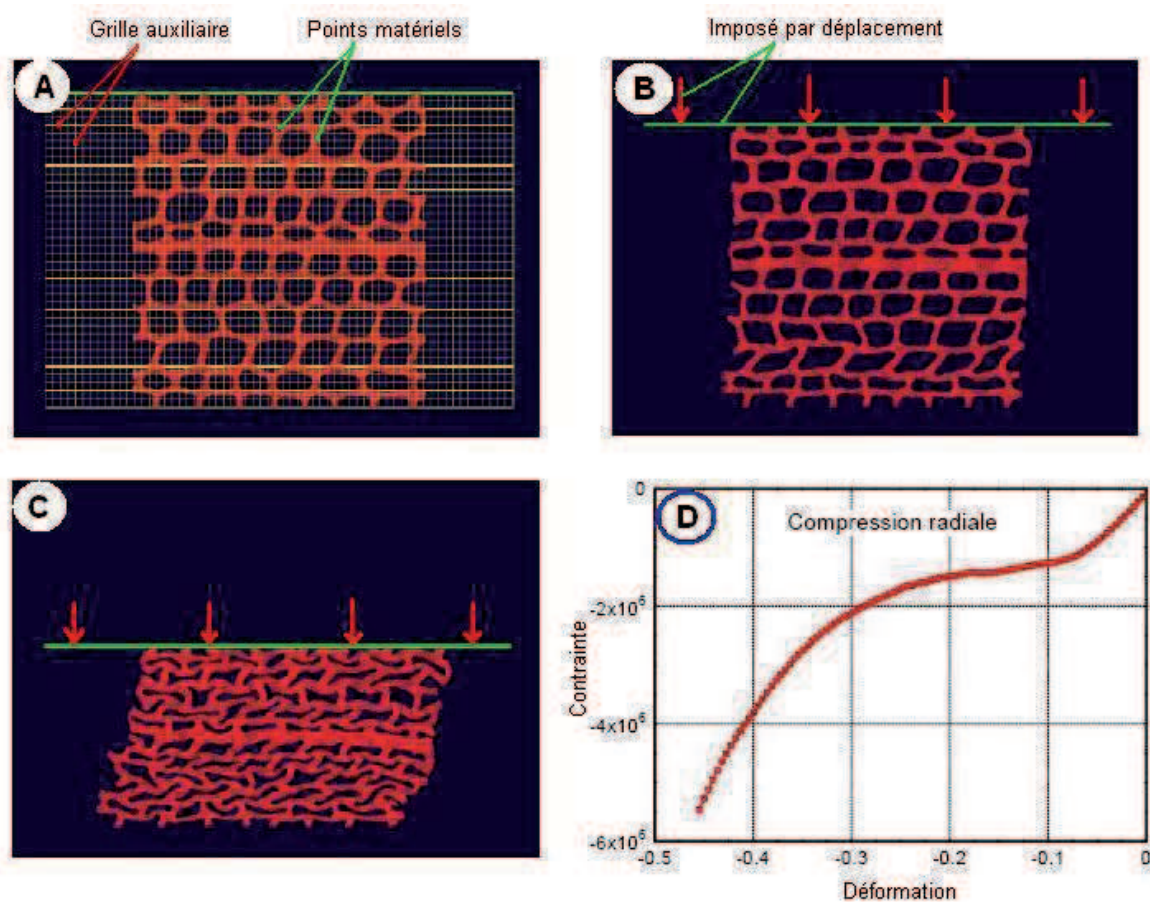 Grille auxiliaire
Points matériels
Imposé par déplacement
A
B
C
D
Compression radiale
0
-2x10⁶
-4x10⁶
-6x10⁶
Contrainte
-0.5
-0.4
-0.3
-0.2
-0.1
0
Déformation